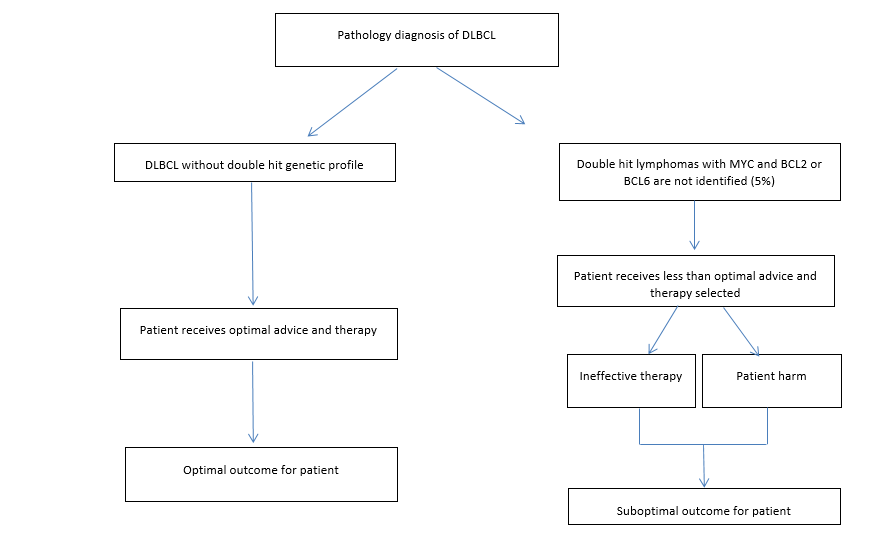 Pathology diagnosis of DLBCL
DLBCL without double hit genetic profile
Double hit lymphomas with MYC and BCL2 or
BCL6 are not identified (5%)
Patient receives less than optimal advice and
therapy selected
Patient receives optimal advice and therapy
Ineffective therapy
Patient harm
Optimal outcome for patient
Suboptimal outcome for patient